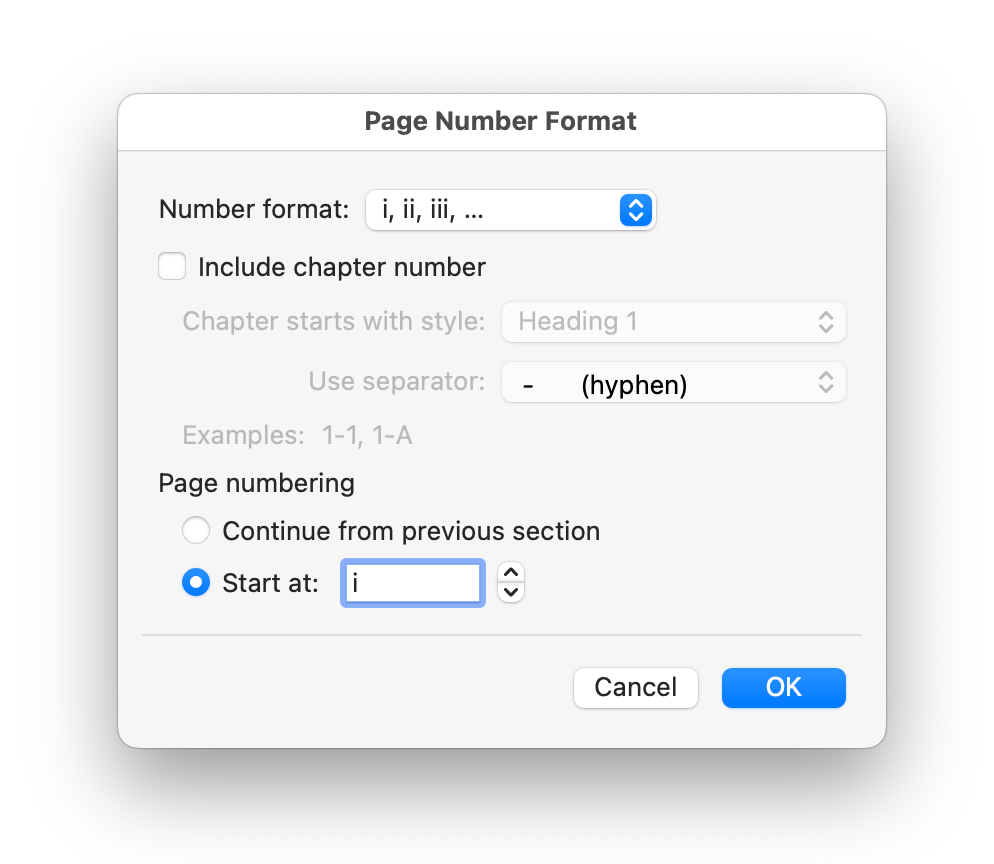 Page Number Format
Number format: i, ii, iii, ...
Include chapter number
Chapter starts with style: Heading 1
Use separator: - (hyphen)
Examples: 1-1, 1-A
Page numbering
Continue from previous section
Start at: i
Cancel OK